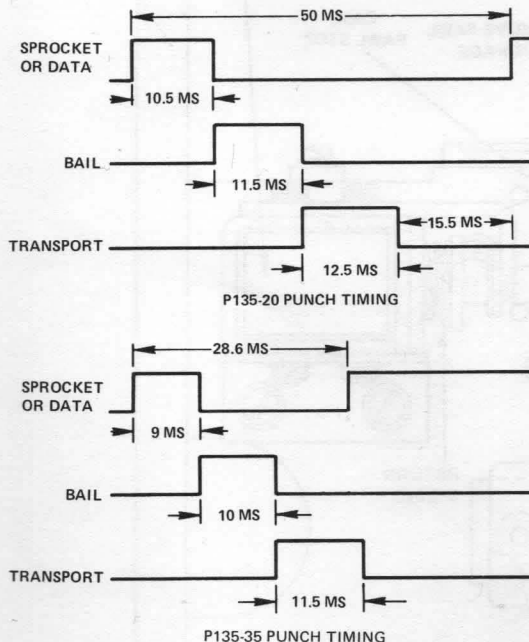 50 MS
SPROCKET
OR DATA
10.5 MS
BAIL
11.5 MS
15.5 MS
TRANSPORT
12.5 MS
P135-20 PUNCH TIMING
28.6 MS
SPROCKET
OR DATA
9 MS
BAIL
10 MS
TRANSPORT
11.5 MS
P135-35 PUNCH TIMING